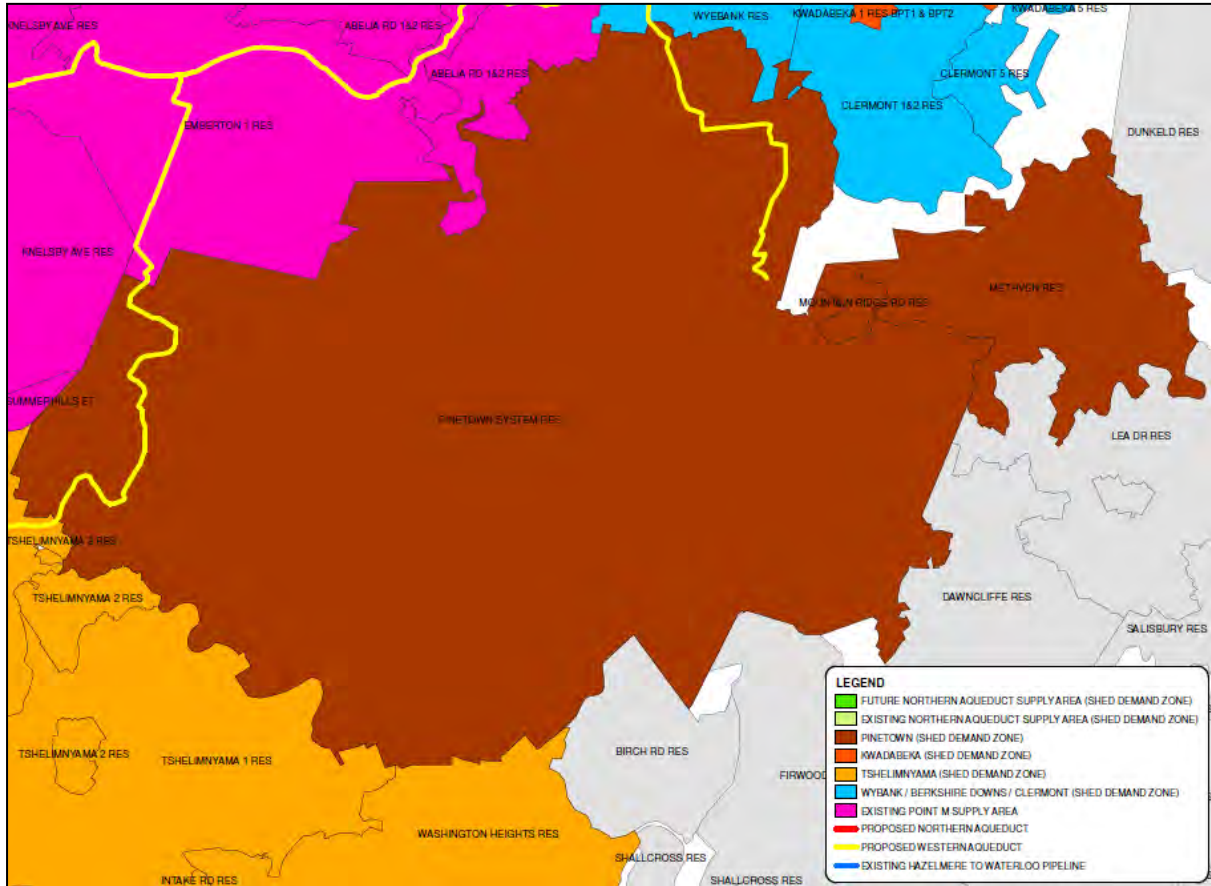 KNELSBY AVE RES
ABELIA RD 1&2 RES
WYEBANK RES
KWADABEKA 1 RES-BPT1 & BPT2
KWADABEKA 5 RES
ABELIA RD 1&2 RES
CLERMONT 5 RES
CLERMONT 1&2 RES
EMBERTON 1 RES
DUNKELD RES
KNELSBY AVE RES
METHVEN RES
MOUNTAIN RIDGE RD RES
SUMMERHILLS ET
PINETOWN SYSTEM RES
LEA DR RES
TSHELIMNYAMA 3 RES
TSHELIMNYAMA 2 RES
DAWNCLIFFE RES
SALISBURY RES
TSHELIMNYAMA 2 RES
TSHELIMNYAMA 1 RES
BIRCH RD RES
FIRWOOD
WASHINGTON HEIGHTS RES
SHALLCROSS RES
SHALLCROSS RES
INTAKE RD RES
LEGEND
FUTURE NORTHERN AQUEDUCT SUPPLY AREA (SHED DEMAND ZONE)
EXISTING NORTHERN AQUEDUCT SUPPLY AREA (SHED DEMAND ZONE)
PINETOWN (SHED DEMAND ZONE)
KWADABEKA (SHED DEMAND ZONE)
TSHELIMNYAMA (SHED DEMAND ZONE)
WYBANK / BERKSHIRE DOWNS / CLERMONT (SHED DEMAND ZONE)
EXISTING POINT M SUPPLY AREA
PROPOSED NORTHERN AQUEDUCT
PROPOSED WESTERN AQUEDUCT
EXISTING HAZELMERE TO WATERLOO PIPELINE